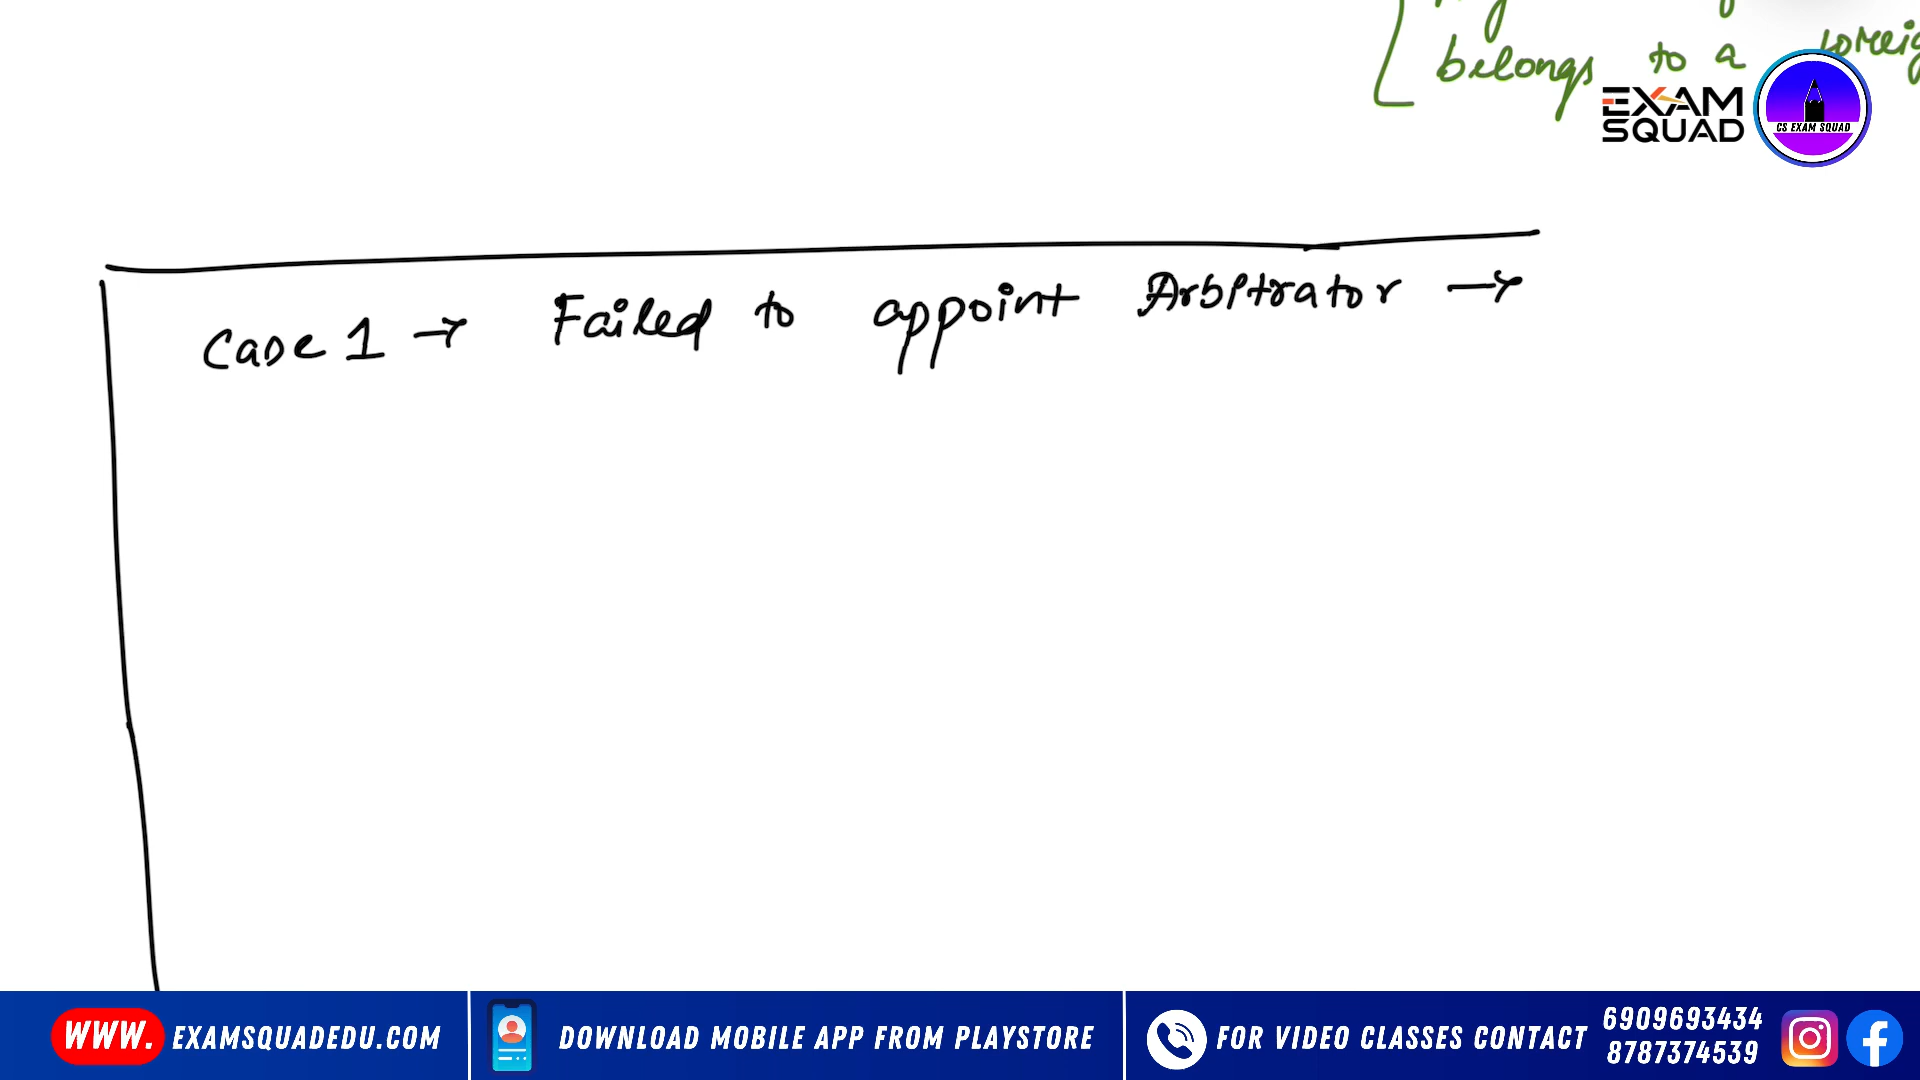 belongs to a
EXAM
SQUAD
CS EXAM SQUAD
Case 1 → Failed to appoint Arbitrator →
WWW. EXAMSQUADEDU.COM
DOWNLOAD MOBILE APP FROM PLAYSTORE
FOR VIDEO CLASSES CONTACT
6909693434
8787374539